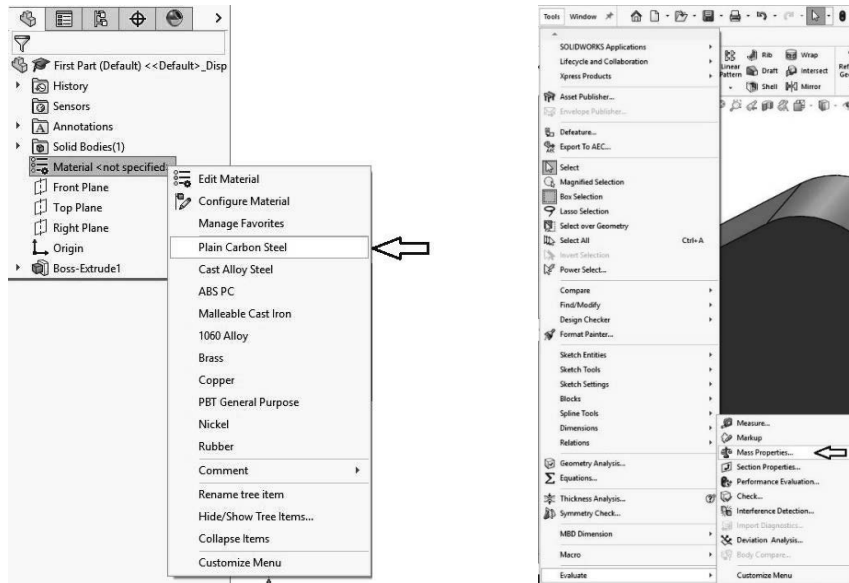 First Part (Default) <<Default>_Disp
History
Sensors
Annotations
Solid Bodies(1)
Material <not specified>
Front Plane
Top Plane
Right Plane
Origin
Boss-Extrude1
Edit Material
Configure Material
Manage Favorites
Plain Carbon Steel
Cast Alloy Steel
ABS PC
Malleable Cast Iron
1060 Alloy
Brass
Copper
PBT General Purpose
Nickel
Rubber
Comment
Rename tree item
Hide/Show Tree Items...
Collapse Items
Customize Menu
Tools Window
SOLIDWORKS Applications
Lifecycle and Collaboration
Xpress Products
Asset Publisher...
Envelope Publisher...
Defeature...
Export To AEC...
Select
Magnified Selection
Box Selection
Lasso Selection
Select over Geometry
Select All Ctrl+A
Invert Selection
Power Select...
Compare
Find/Modify
Design Checker
Format Painter...
Sketch Entities
Sketch Tools
Sketch Settings
Blocks
Spline Tools
Dimensions
Relations
Geometry Analysis...
Equations...
Thickness Analysis...
Symmetry Check...
MBD Dimension
Macro
Evaluate
Linear Pattern
Rib Wrap
Draft Intersect
Shell Mirror
Measure...
Markup
Mass Properties...
Section Properties...
Performance Evaluation...
Check...
Interference Detection...
Import Diagnostics...
Deviation Analysis...
Body Compare...
Customize Menu